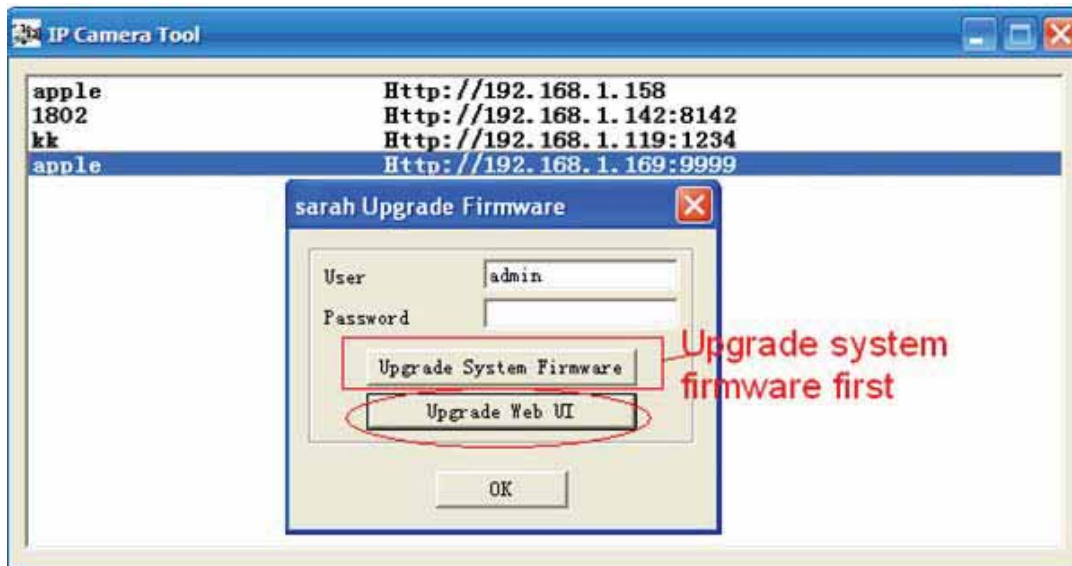 IP Camera Tool
apple Http://192.168.1.158
1802 Http://192.168.1.142:8142
kk Http://192.168.1.119:1234
apple Http://192.168.1.169:9999
sarah Upgrade Firmware
User admin
Password
Upgrade System Firmware
Upgrade Web UI
OK
Upgrade system
firmware first